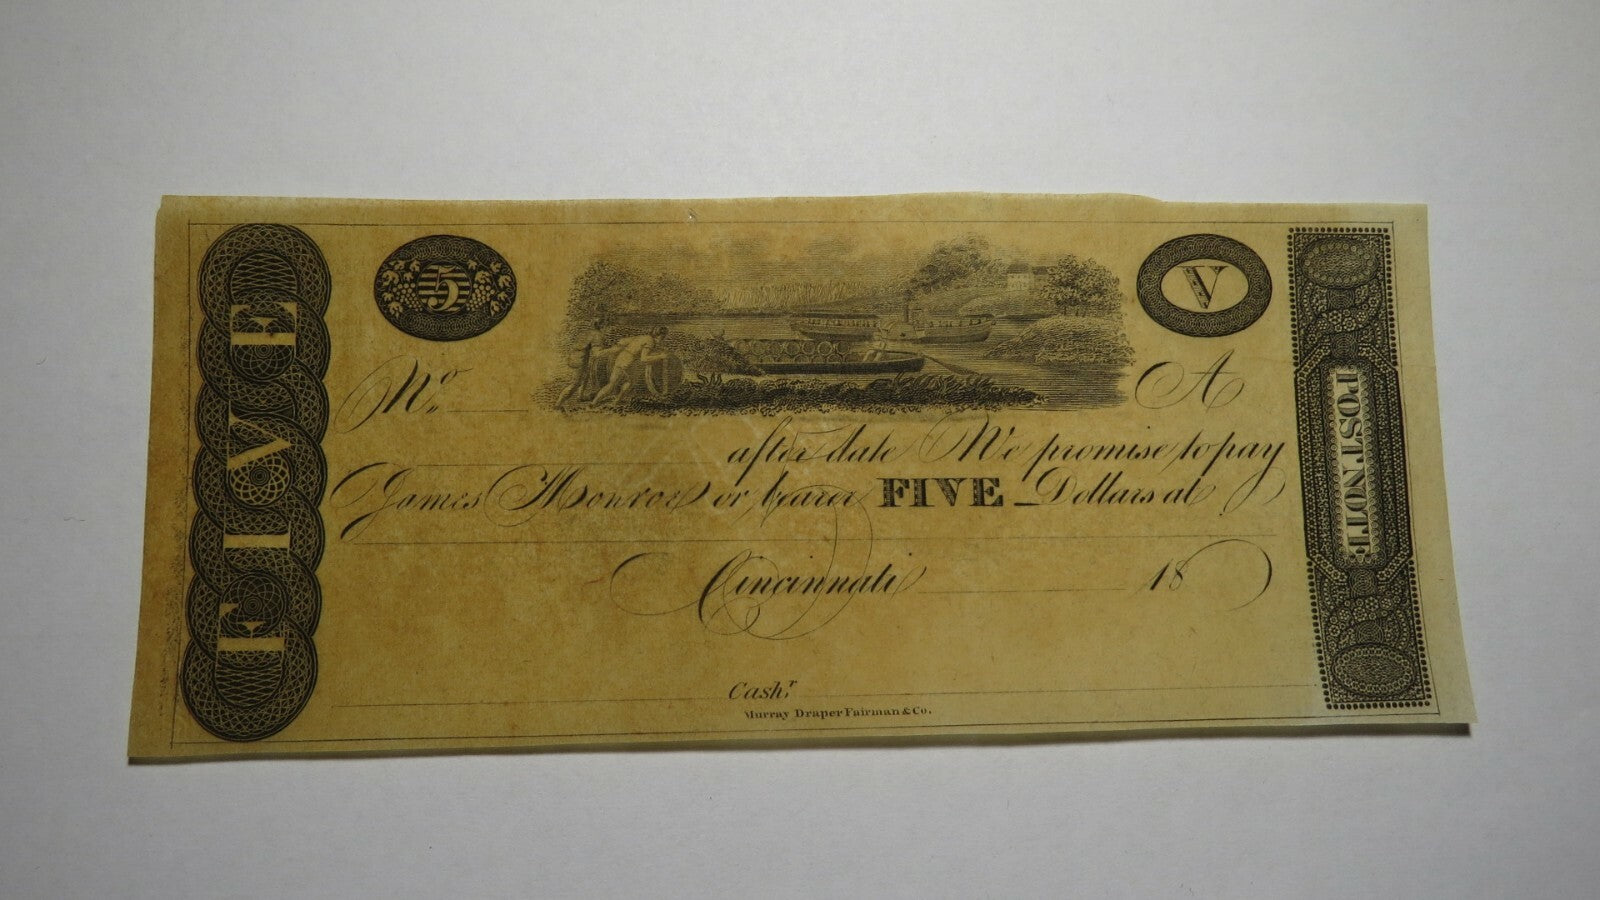 FIVE
5
V
No.
A
after date We promise to pay
James Monroe or bearer FIVE Dollars at
Cincinnati 18
Cashr.
Murray Draper Fairman & Co.
POST NOTE